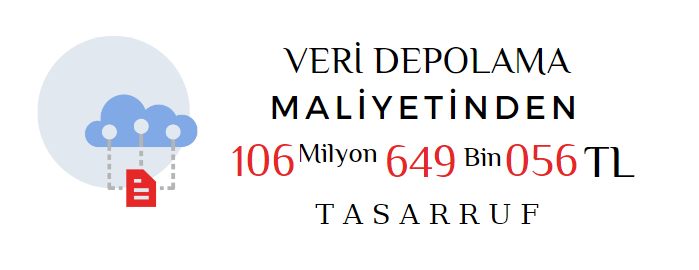 VERİ DEPOLAMA
MALİYETİNDEN
106 Milyon 649 Bin 056 TL
TASARRUF